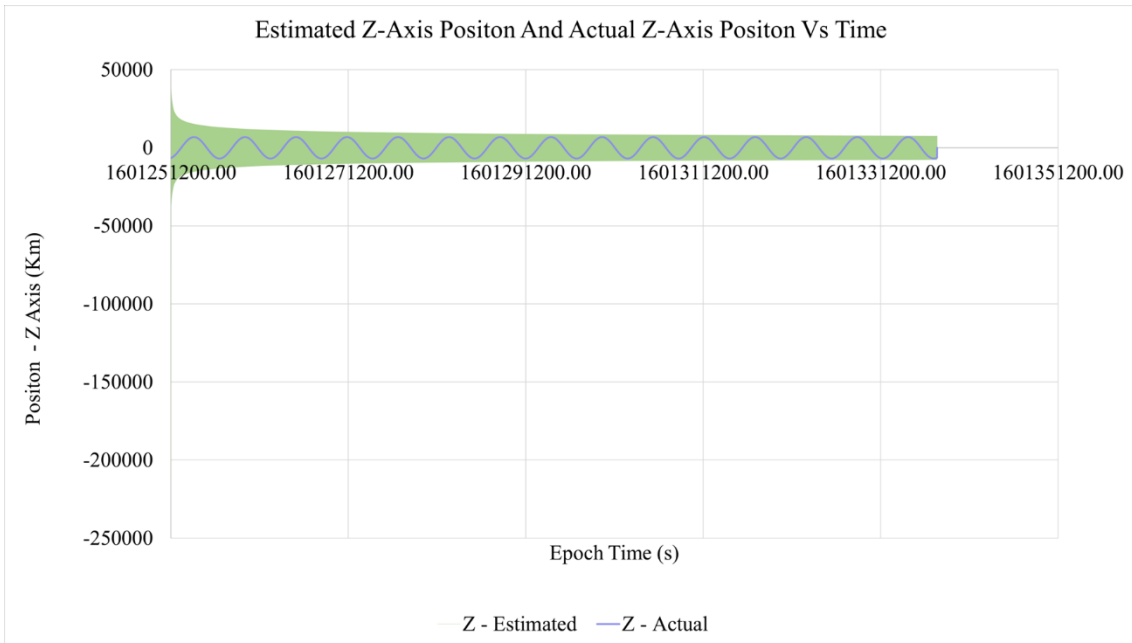 Estimated Z-Axis Positon And Actual Z-Axis Positon Vs Time
50000
0
-50000
-100000
-150000
-200000
-250000
Positon - Z Axis (Km)
1601251200.00 1601271200.00 1601291200.00 1601311200.00 1601331200.00 1601351200.00
Epoch Time (s)
Z - Estimated Z - Actual